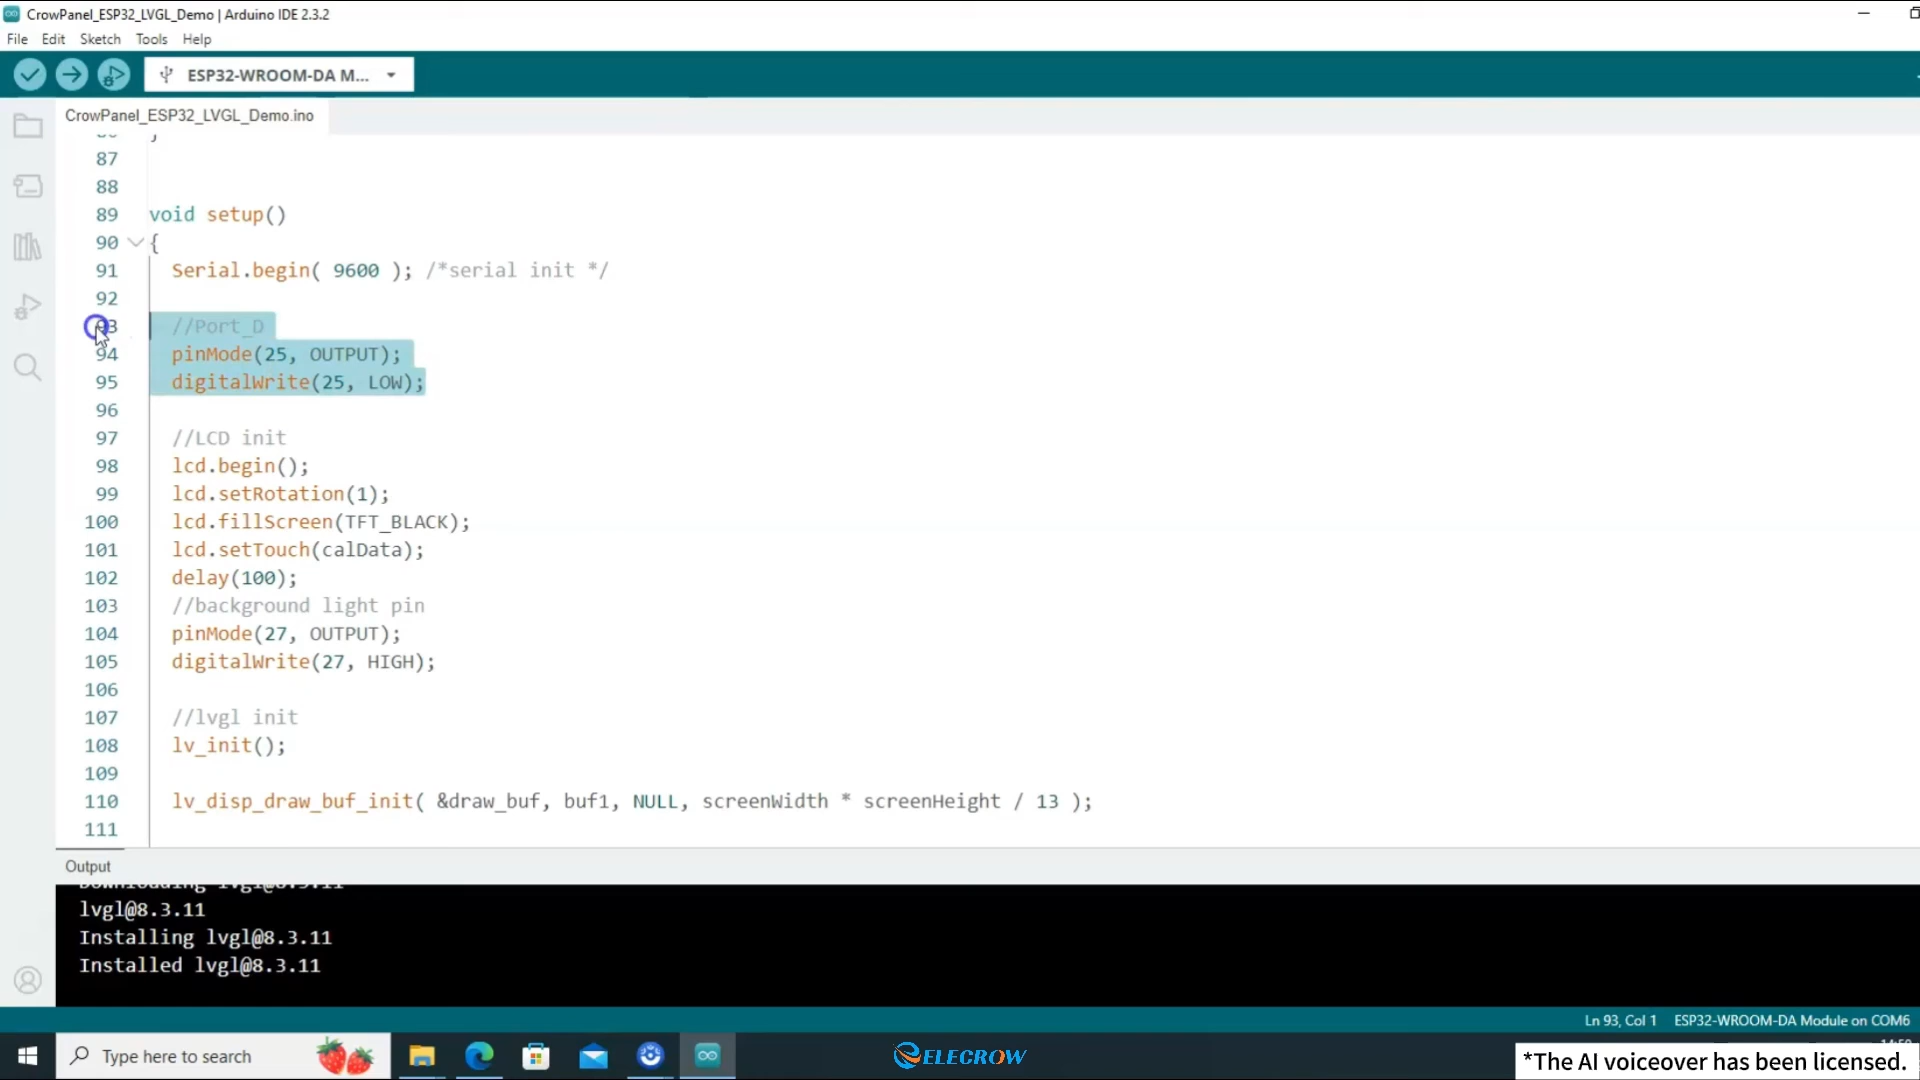 CrowPanel_ESP32_LVGL_Demo | Arduino IDE 2.3.2
File Edit Sketch Tools Help
ESP32-WROOM-DA M...
CrowPanel_ESP32_LVGL_Demo.ino
87
88
89 void setup()
90 {
91 Serial.begin( 9600 ); /*serial init */
92
93 //Port_D
94 pinMode(25, OUTPUT);
95 digitalWrite(25, LOW);
96
97 //LCD init
98 lcd.begin();
99 lcd.setRotation(1);
100 lcd.fillScreen(TFT_BLACK);
101 lcd.setTouch(calData);
102 delay(100);
103 //background light pin
104 pinMode(27, OUTPUT);
105 digitalWrite(27, HIGH);
106
107 //lvgl init
108 lv_init();
109
110 lv_disp_draw_buf_init( &draw_buf, buf1, NULL, screenWidth * screenHeight / 13 );
111
Output
Downloading lvgl@8.3.11
lvgl@8.3.11
Installing lvgl@8.3.11
Installed lvgl@8.3.11
Ln 93, Col 1 ESP32-WROOM-DA Module on COM6
Type here to search
ELECROW
*The AI voiceover has been licensed.